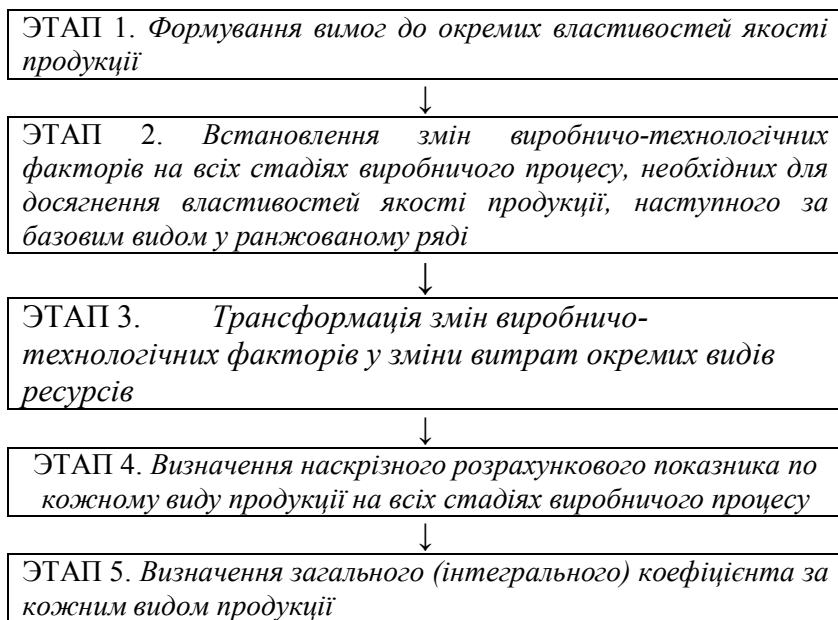 ЭТАП 1. Формування вимог до окремих властивостей якості
продукції
↓
ЭТАП 2. Встановлення змін виробничо-технологічних
факторів на всіх стадіях виробничого процесу, необхідних для
досягнення властивостей якості продукції, наступного за
базовим видом у ранжованому ряді
↓
ЭТАП 3. Трансформація змін виробничо-
технологічних факторів у зміни витрат окремих видів
ресурсів
↓
ЭТАП 4. Визначення наскрізного розрахункового показника по
кожному виду продукції на всіх стадіях виробничого процесу
↓
ЭТАП 5. Визначення загального (інтегрального) коефіцієнта за
кожним видом продукції